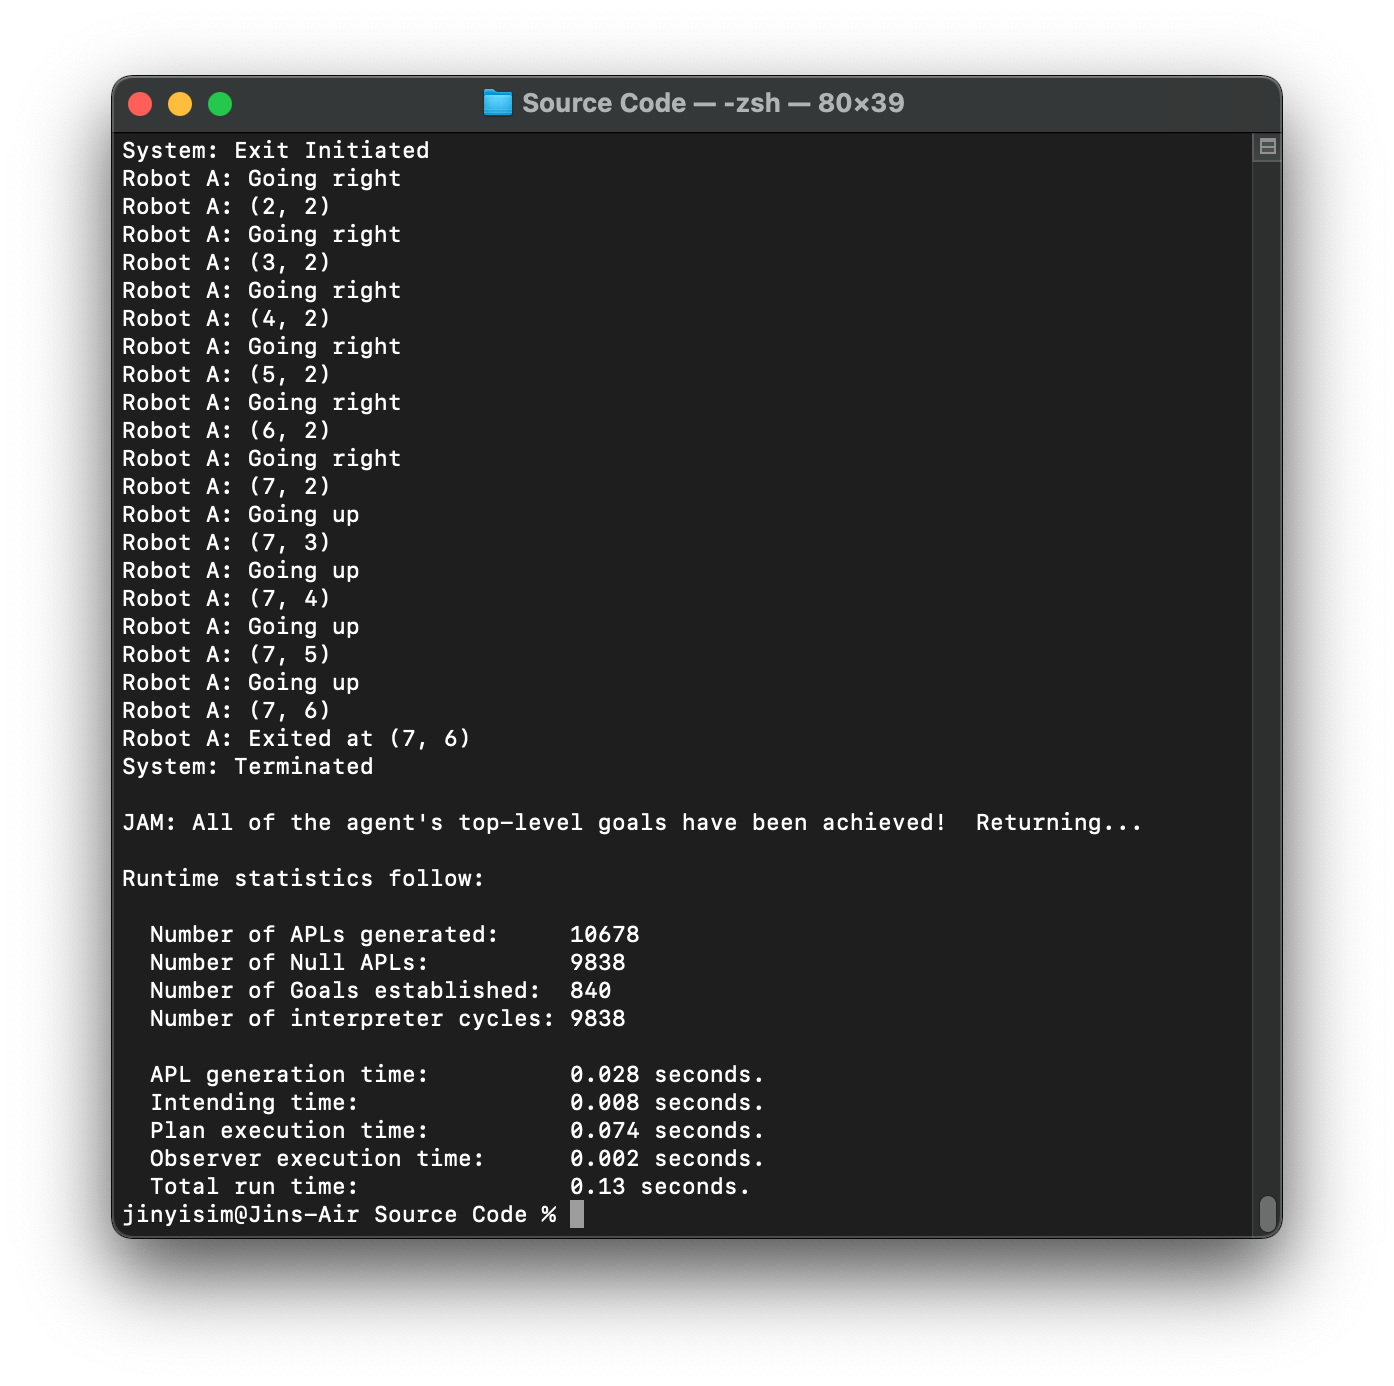 Source Code — -zsh — 80×39
System: Exit Initiated
Robot A: Going right
Robot A: (2, 2)
Robot A: Going right
Robot A: (3, 2)
Robot A: Going right
Robot A: (4, 2)
Robot A: Going right
Robot A: (5, 2)
Robot A: Going right
Robot A: (6, 2)
Robot A: Going right
Robot A: (7, 2)
Robot A: Going up
Robot A: (7, 3)
Robot A: Going up
Robot A: (7, 4)
Robot A: Going up
Robot A: (7, 5)
Robot A: Going up
Robot A: (7, 6)
Robot A: Exited at (7, 6)
System: Terminated
JAM: All of the agent's top-level goals have been achieved!  Returning...
Runtime statistics follow:
  Number of APLs generated:     10678
  Number of Null APLs:          9838
  Number of Goals established:  840
  Number of interpreter cycles: 9838
  APL generation time:          0.028 seconds.
  Intending time:               0.008 seconds.
  Plan execution time:          0.074 seconds.
  Observer execution time:      0.002 seconds.
  Total run time:               0.13 seconds.
jinyisim@Jins-Air Source Code %